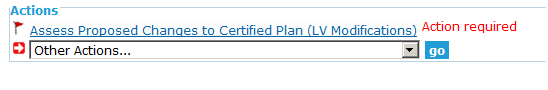 Actions
Assess Proposed Changes to Certified Plan (LV Modifications) Action required
Other Actions... go